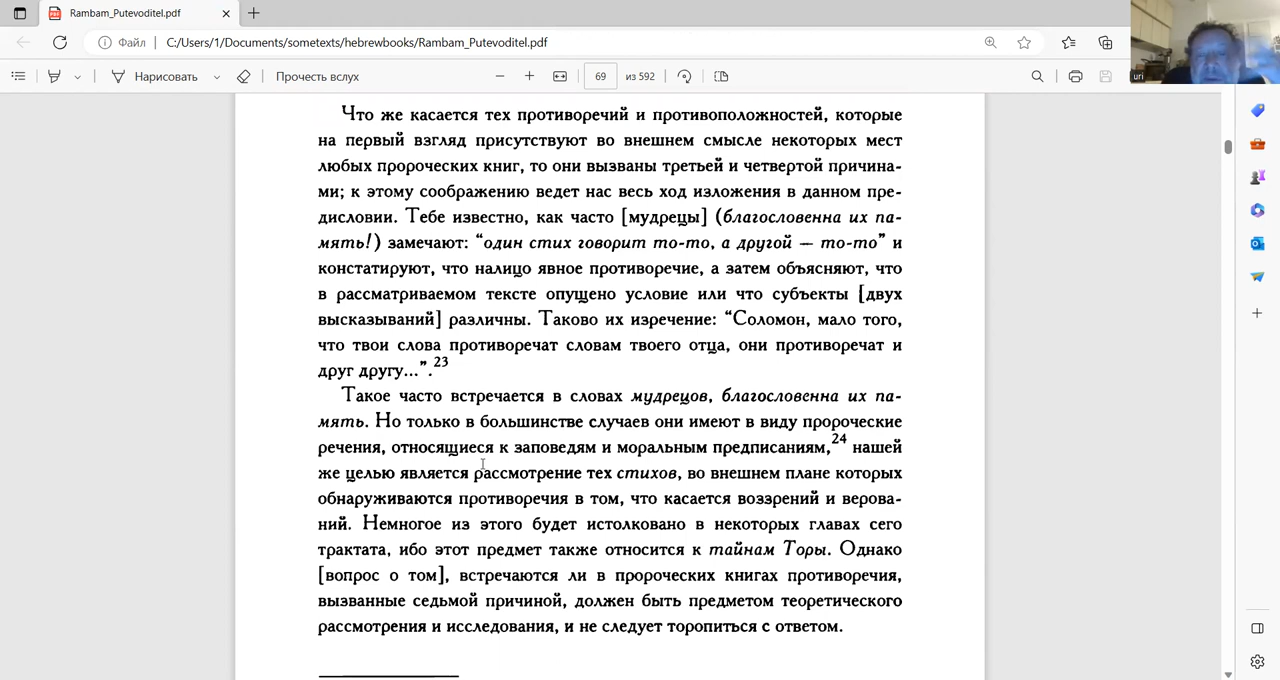 Rambam_Putevoditel.pdf
Файл
C:/Users/1/Documents/sometexts/hebrewbooks/Rambam_Putevoditel.pdf
uri
Нарисовать
Прочесть вслух
69
из 592
Что же касается тех противоречий и противоположностей, которые
на первый взгляд присутствуют во внешнем смысле некоторых мест
любых пророческих книг, то они вызваны третьей и четвертой причина-
ми; к этому соображению ведет нас весь ход изложения в данном пре-
дисловии. Тебе известно, как часто [мудрецы] (благословенна их па-
мять!) замечают: “один стих говорит то-то, а другой — то-то” и
констатируют, что налицо явное противоречие, а затем объясняют, что
в рассматриваемом тексте опущено условие или что субъекты [двух
высказываний] различны. Таково их изречение: “Соломон, мало того,
что твои слова противоречат словам твоего отца, они противоречат и
друг другу...”.23
Такое часто встречается в словах мудрецов, благословенна их па-
мять. Но только в большинстве случаев они имеют в виду пророческие
речения, относящиеся к заповедям и моральным предписаниям,24 нашей
же целью является рассмотрение тех стихов, во внешнем плане которых
обнаруживаются противоречия в том, что касается воззрений и верова-
ний. Немногое из этого будет истолковано в некоторых главах сего
трактата, ибо этот предмет также относится к тайнам Торы. Однако
[вопрос о том], встречаются ли в пророческих книгах противоречия,
вызванные седьмой причиной, должен быть предметом теоретического
рассмотрения и исследования, и не следует торопиться с ответом.